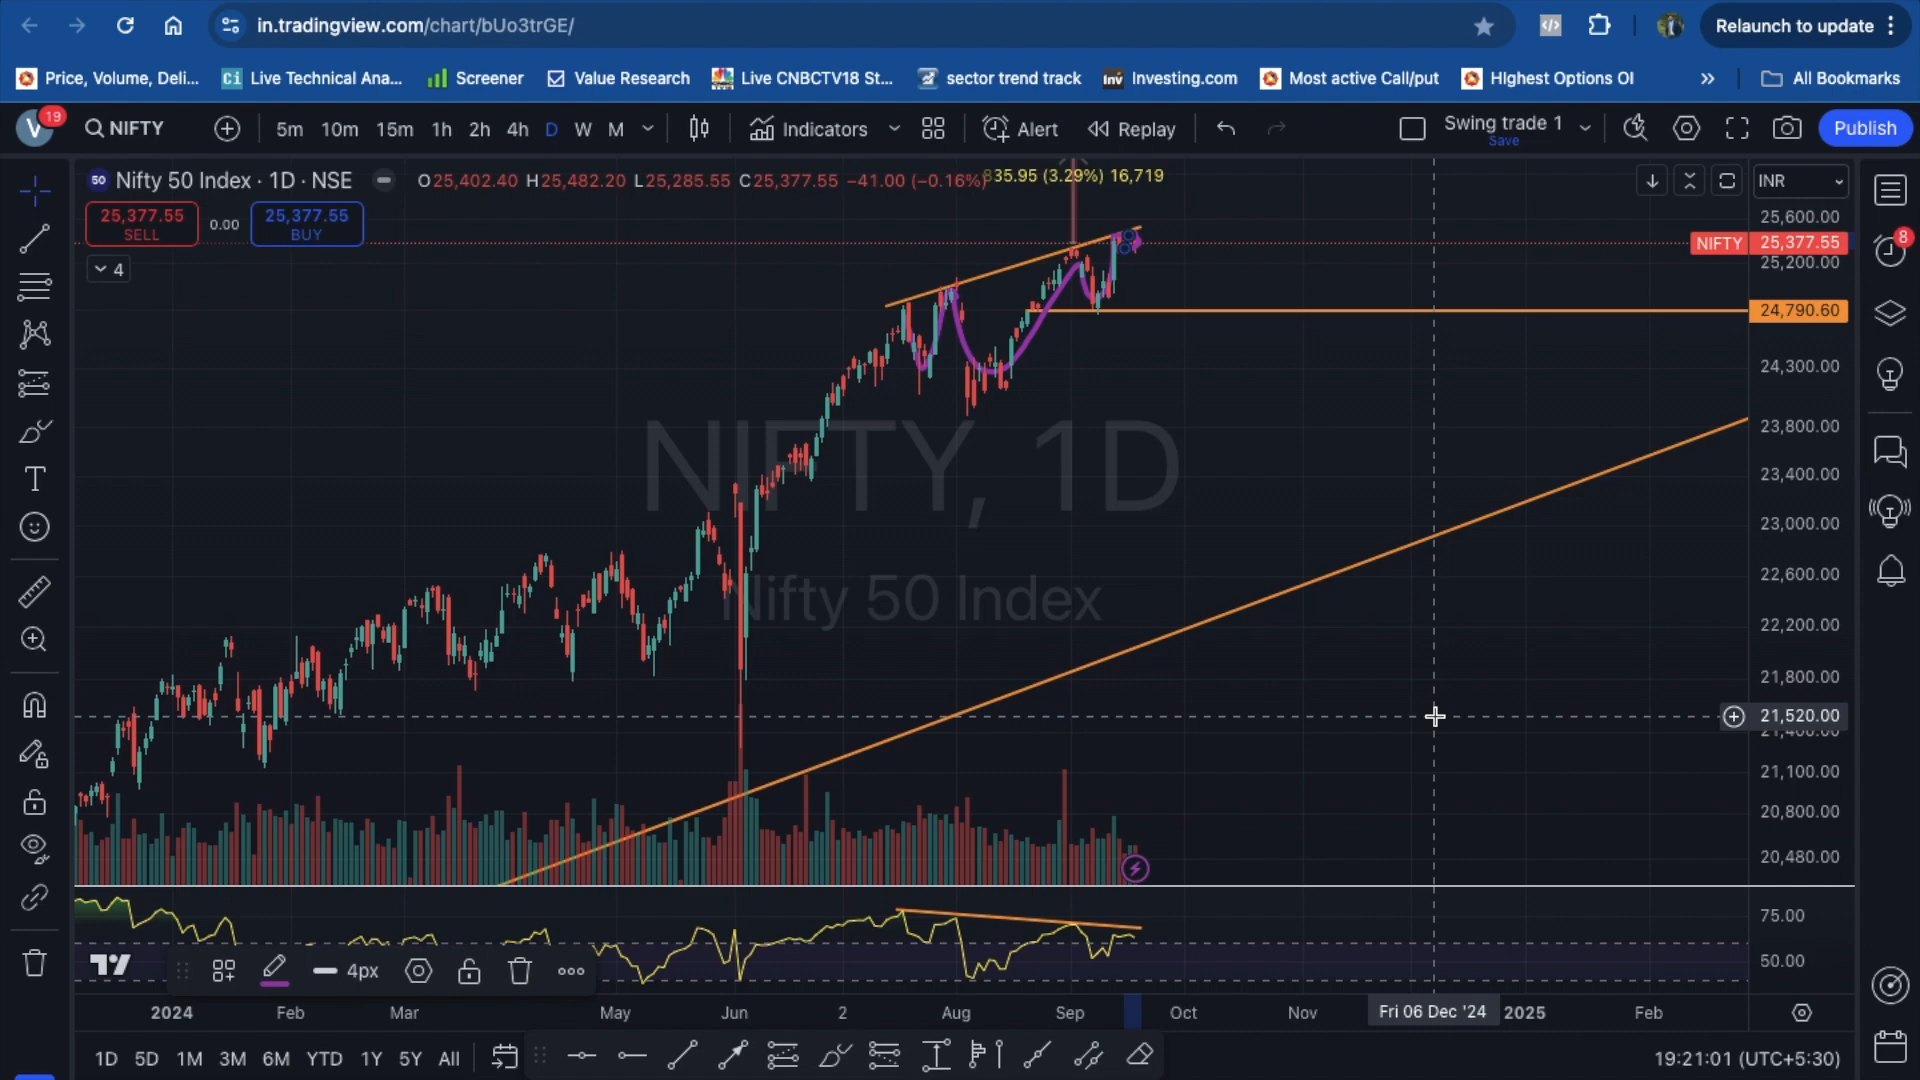 in.tradingview.com/chart/bUo3trGE/
Relaunch to update
Price, Volume, Deli...
Ci Live Technical Ana...
Screener
Value Research
Live CNBCTV18 St...
sector trend track
Inv Investing.com
Most active Call/put
HIghest Options OI
All Bookmarks
V 19
NIFTY
5m 10m 15m 1h 2h 4h D W M
Indicators
Alert
Replay
Swing trade 1
Save
Publish
50 Nifty 50 Index · 1D · NSE
O25,402.40 H25,482.20 L25,285.55 C25,377.55 −41.00 (−0.16%)
835.95 (3.29%) 16,719
INR
25,377.55
SELL
0.00
25,377.55
BUY
4
25,600.00
NIFTY 25,377.55
8
25,200.00
24,790.60
24,300.00
23,800.00
23,400.00
23,000.00
22,600.00
22,200.00
21,800.00
21,520.00
21,400.00
21,100.00
20,800.00
20,480.00
NIFTY, 1D
Nifty 50 Index
75.00
50.00
4px
2024 Feb Mar May Jun 2 Aug Sep Oct Nov Fri 06 Dec '24 2025 Feb
1D 5D 1M 3M 6M YTD 1Y 5Y All
19:21:01 (UTC+5:30)